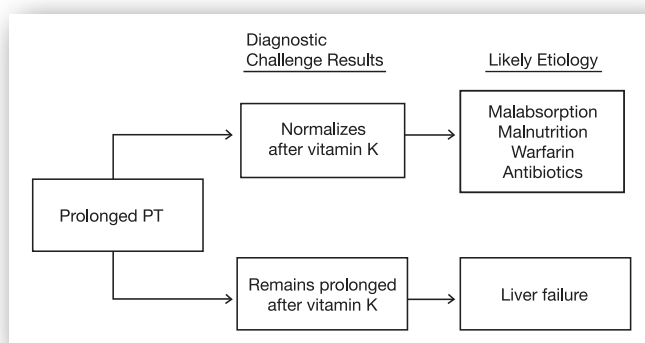 Diagnostic
Challenge Results
Likely Etiology
Prolonged PT
Normalizes
after vitamin K
Malabsorption
Malnutrition
Warfarin
Antibiotics
Remains prolonged
after vitamin K
Liver failure